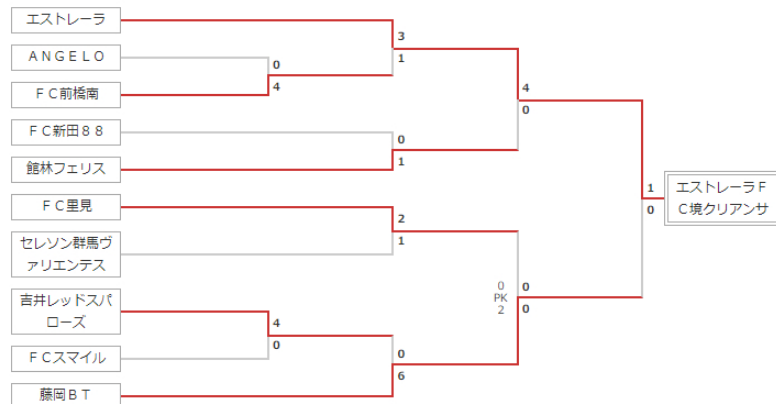 エストレーラ
3
ＡＮＧＥＬＯ
0
1
4
4
ＦＣ前橋南
0
ＦＣ新田８８
0
館林フェリス
1
1
エストレーラＦ
Ｃ境クリアンサ
0
ＦＣ里見
2
セレソン群馬ヴ
ァリエンテス
1
0
0
PK
0
2
吉井レッドスパ
ローズ
4
ＦＣスマイル
0
0
6
藤岡ＢＴ